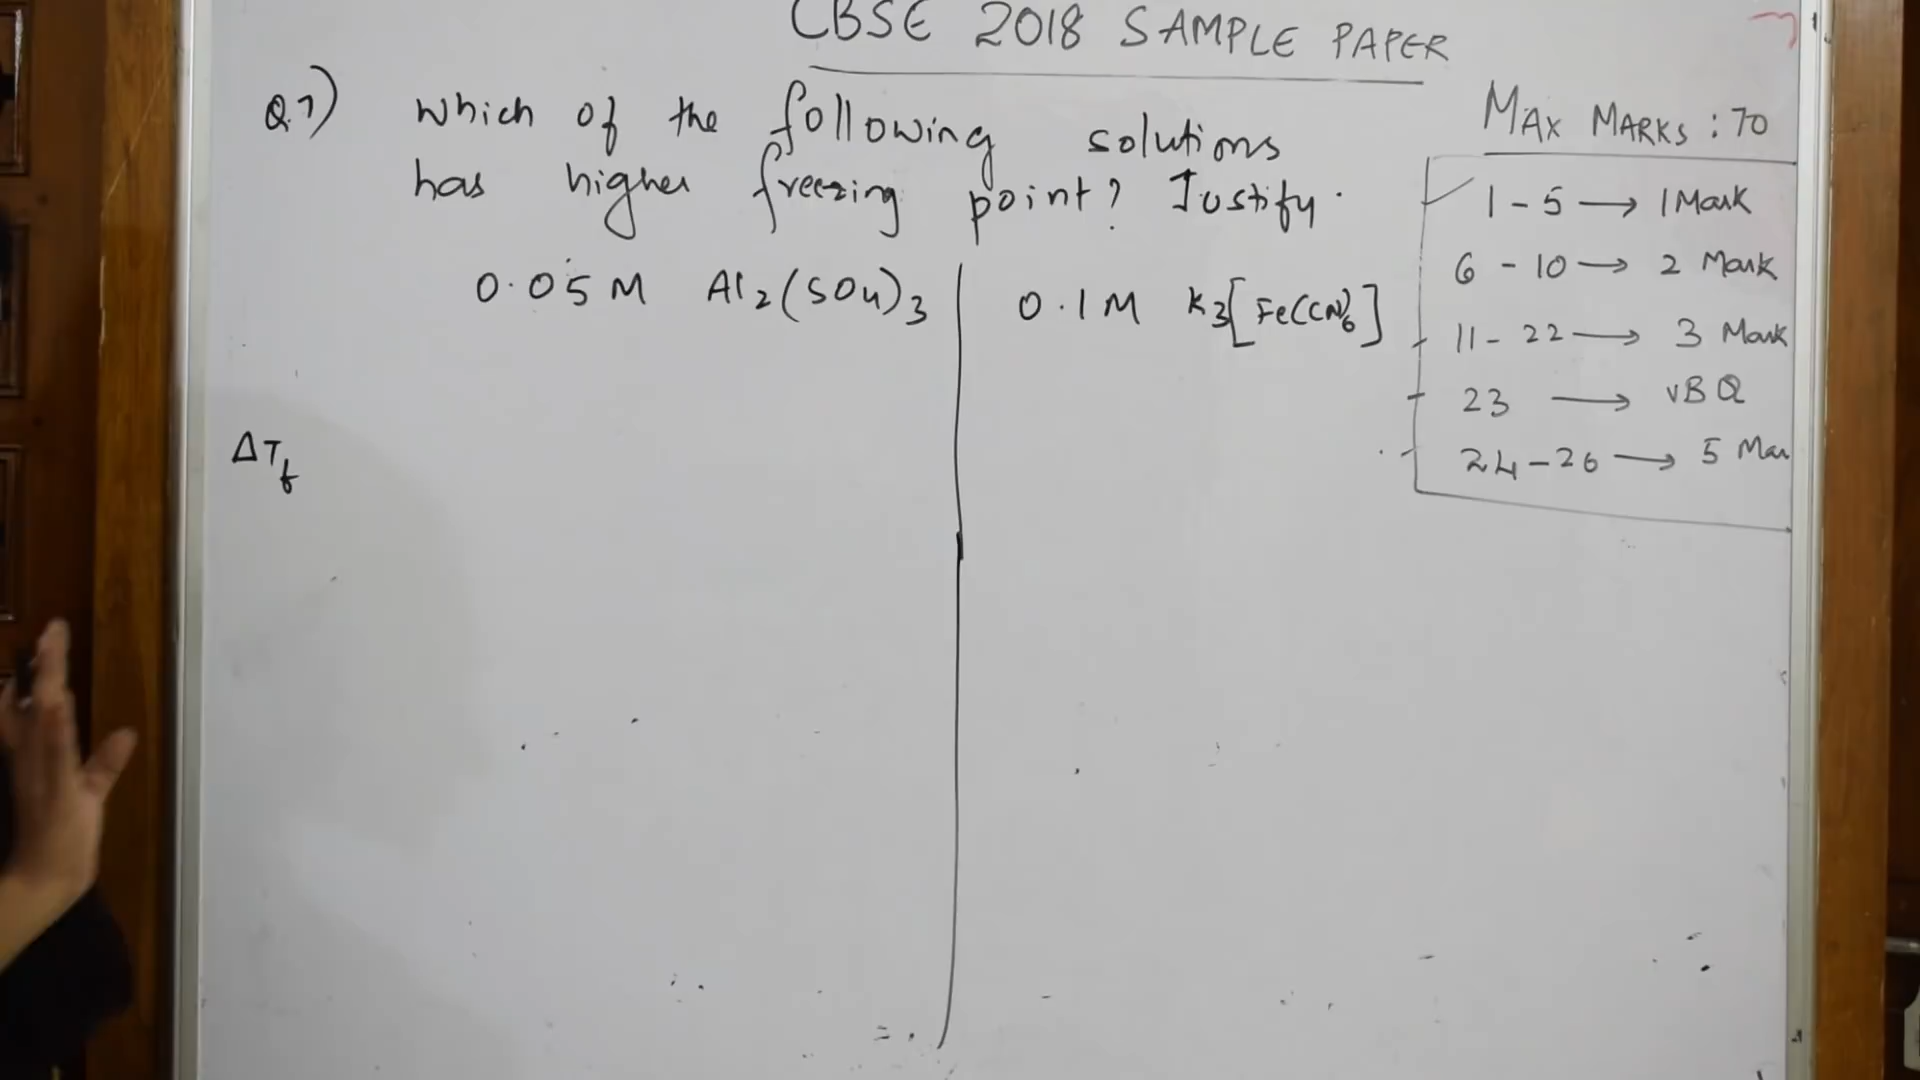 CBSE 2018 SAMPLE PAPER
Q.7) Which of the following solutions
has higher freezing point? Justify.
0.05 M Al₂(SO₄)₃
0.1 M K₃[Fe(CN)₆]
ΔTf
MAX MARKS : 70
1 - 5 → 1 Mark
6 - 10 → 2 Mark
11 - 22 → 3 Mark
23 → VBQ
24 - 26 → 5 Mar